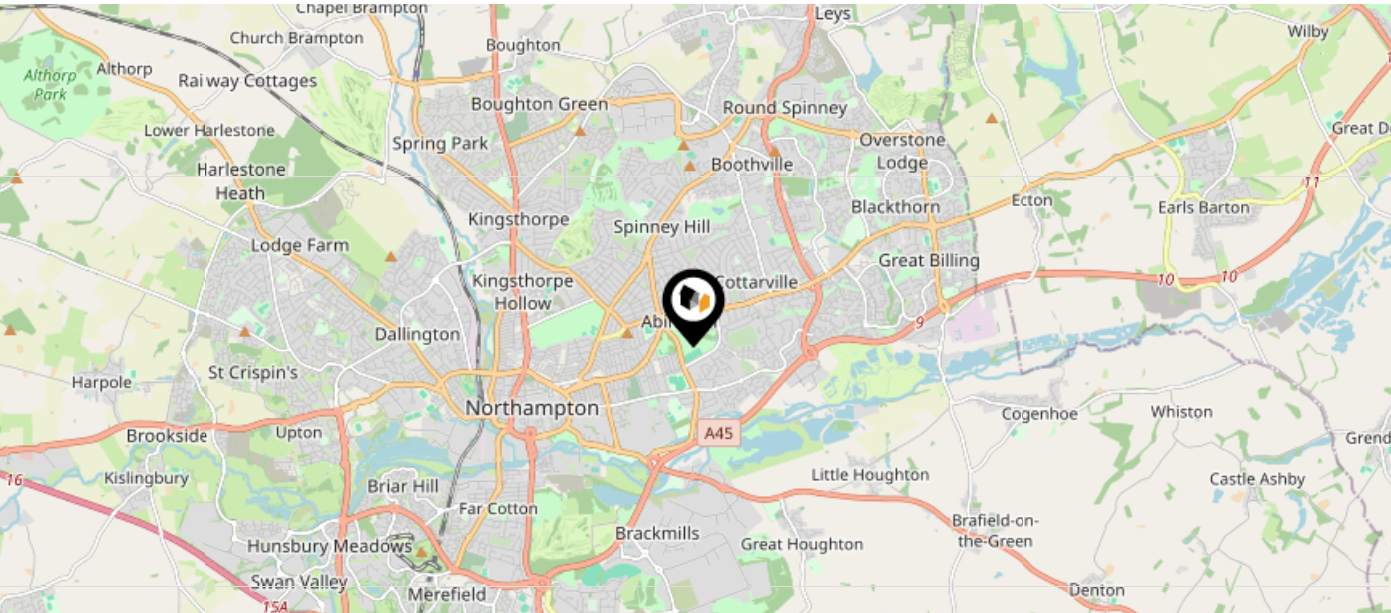 Chapel Brampton
Leys
Church Brampton
Boughton
Wilby
Althorp
Park
Althorp
Rai way Cottages
Boughton Green
Round Spinney
Lower Harlestone
Spring Park
Overstone
Lodge
Great D
Harlestone
Heath
Boothville
11
Kingsthorpe
Spinney Hill
Blackthorn
Ecton
Earls Barton
Lodge Farm
Great Billing
Kingsthorpe
Hollow
Cottarville
10
10
Abin
9
Dallington
St Crispin's
Harpole
Northampton
Cogenhoe
Whiston
Brookside
Upton
A45
Grend
16
Kislingbury
Briar Hill
Little Houghton
Castle Ashby
Far Cotton
Brafield-on-
the-Green
Hunsbury Meadows
Brackmills
Great Houghton
Swan Valley
Merefield
Denton
15A